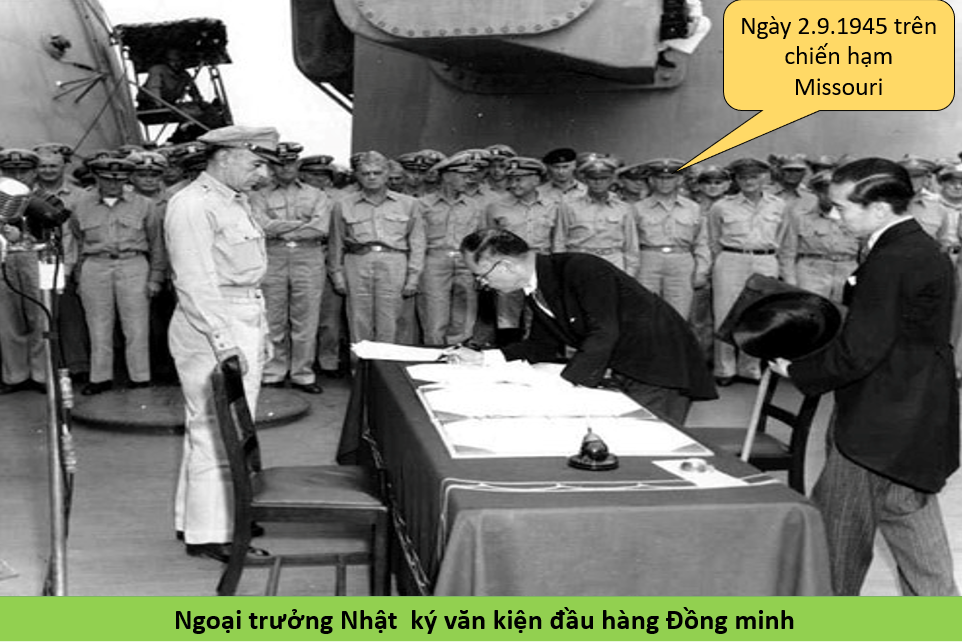 Ngày 2.9.1945 trên
chiến hạm
Missouri
Ngoại trưởng Nhật ký văn kiện đầu hàng Đồng minh